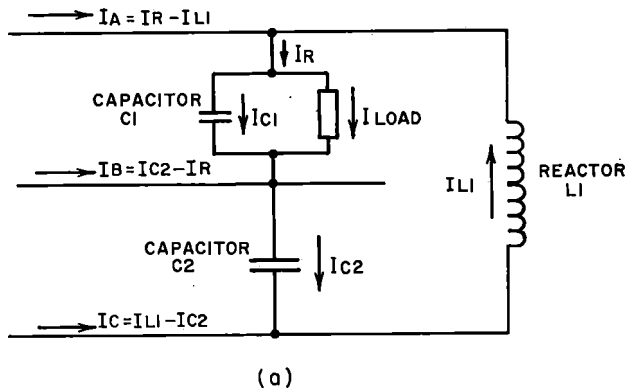 IA = IR – IL1
IR
CAPACITOR
C1
IC1
ILOAD
IB = IC2 – IR
IL1
REACTOR
L1
CAPACITOR
C2
IC2
IC = IL1 – IC2
(a)